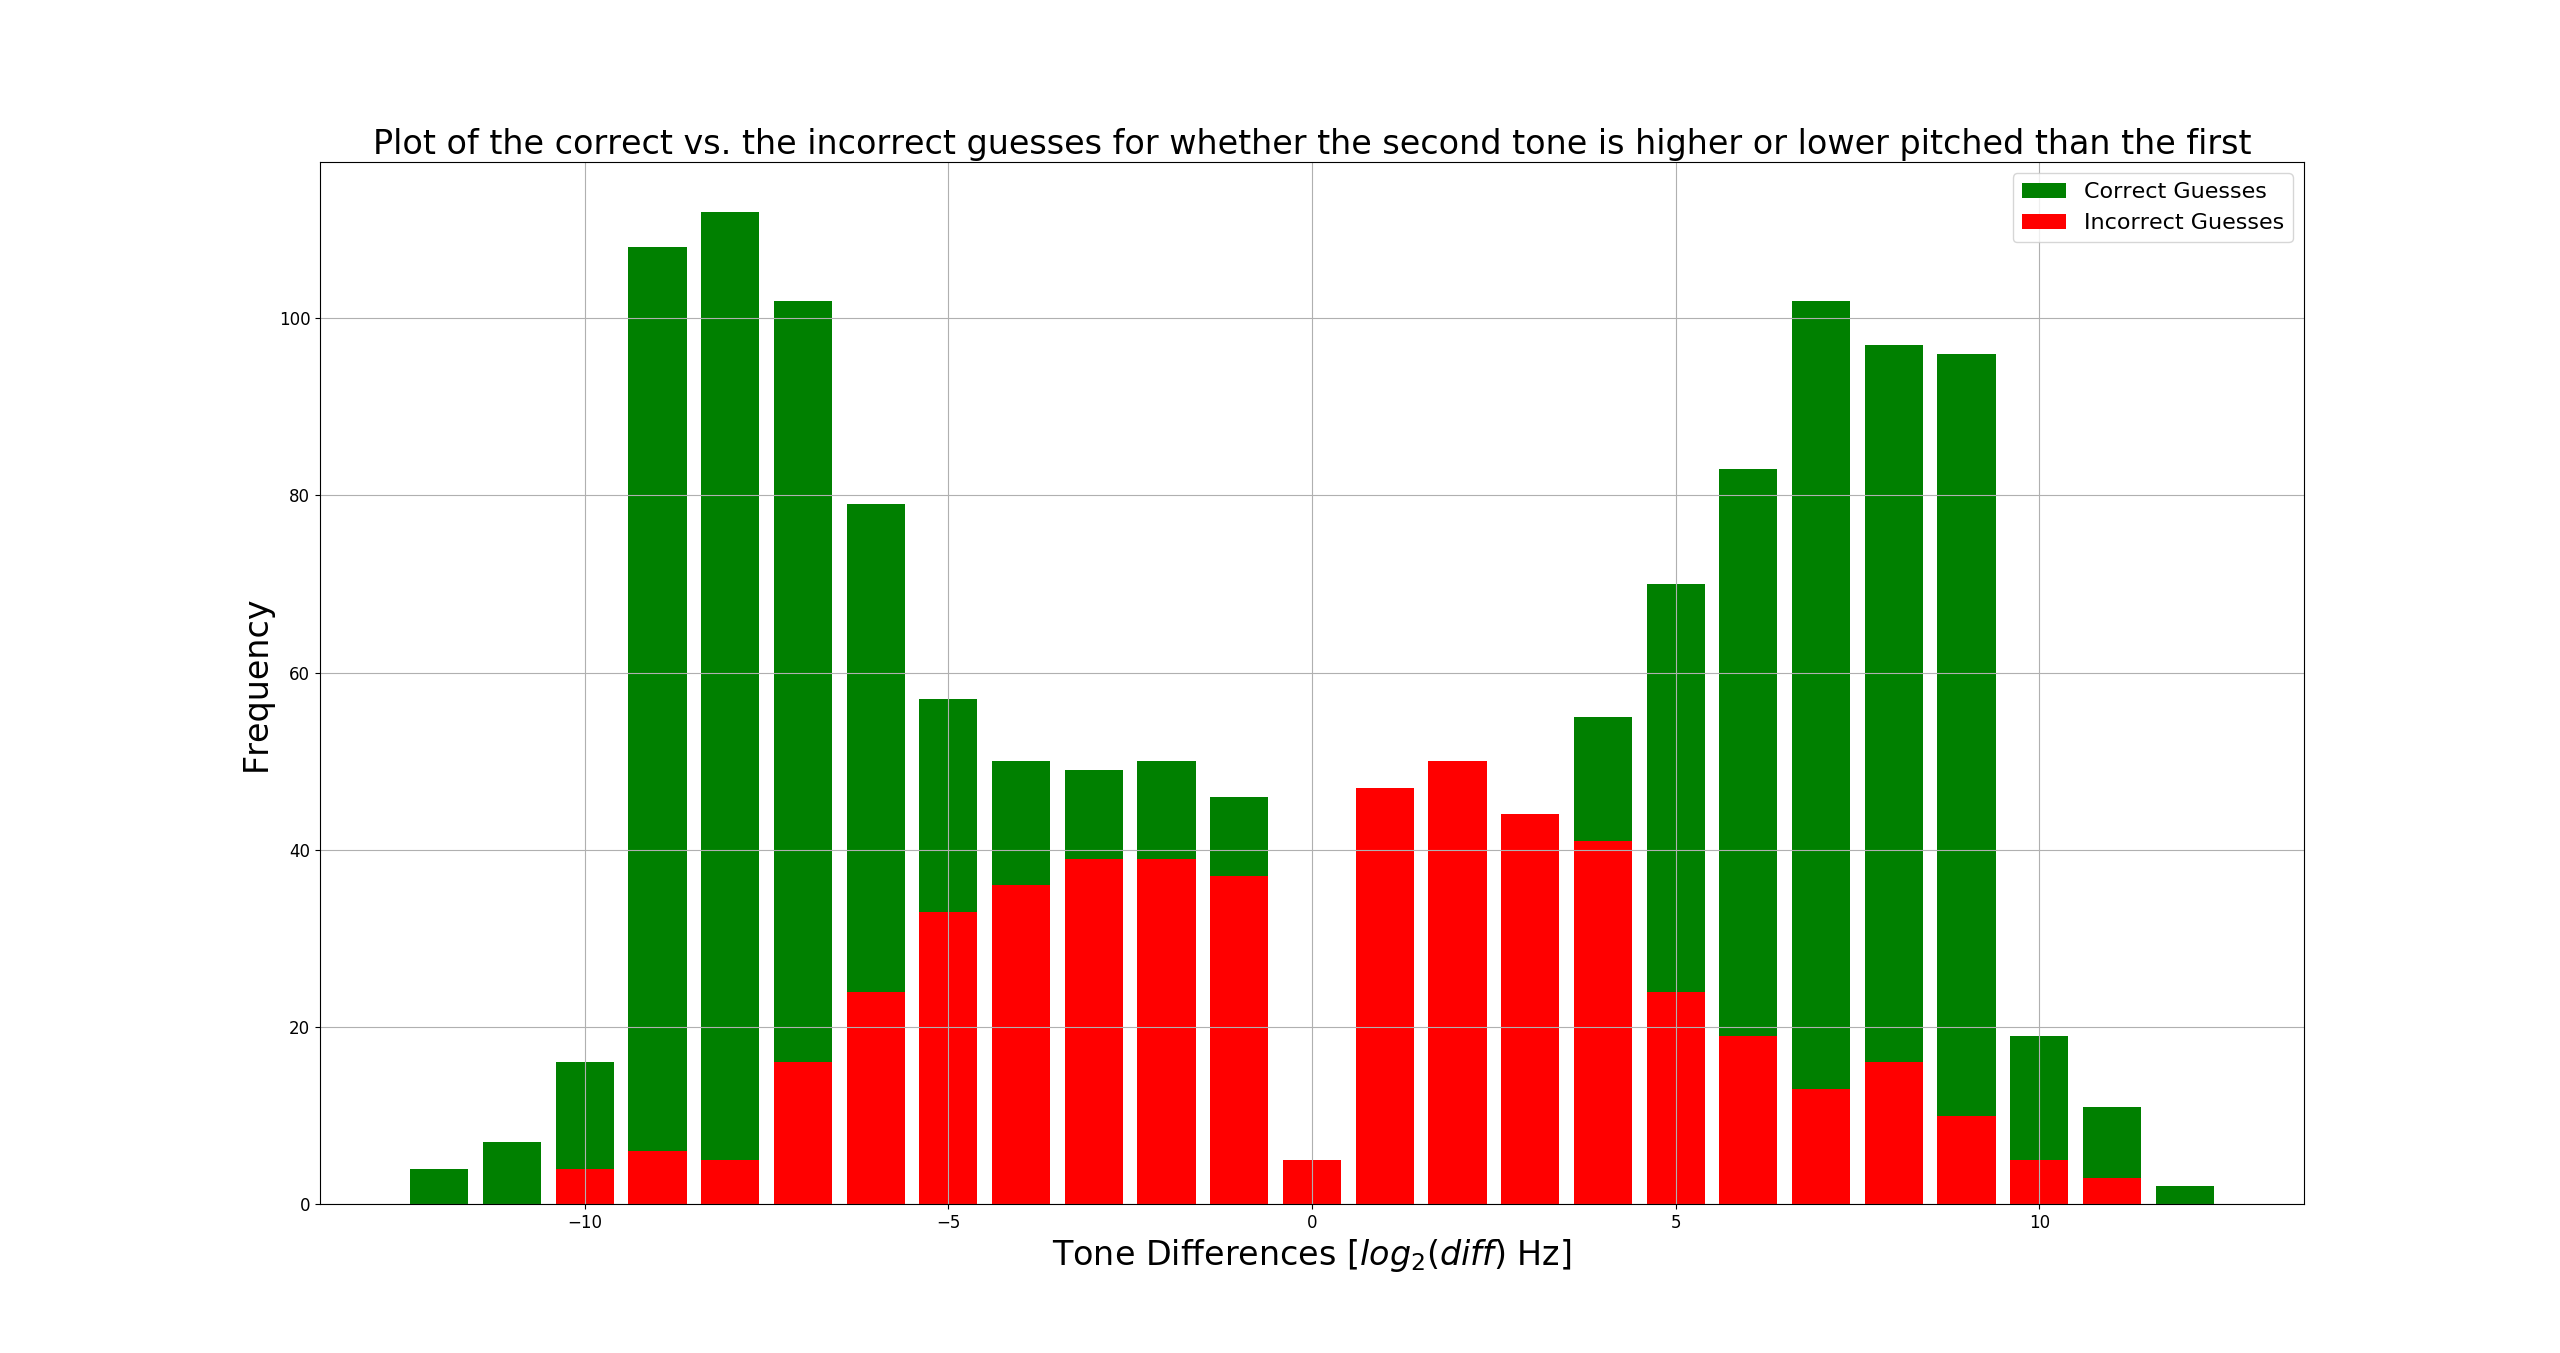 Plot of the correct vs. the incorrect guesses for whether the second tone is higher or lower pitched than the first
Correct Guesses
Incorrect Guesses
100
80
60
40
20
0
Frequency
−10
−5
0
5
10
Tone Differences [log₂(diff) Hz]